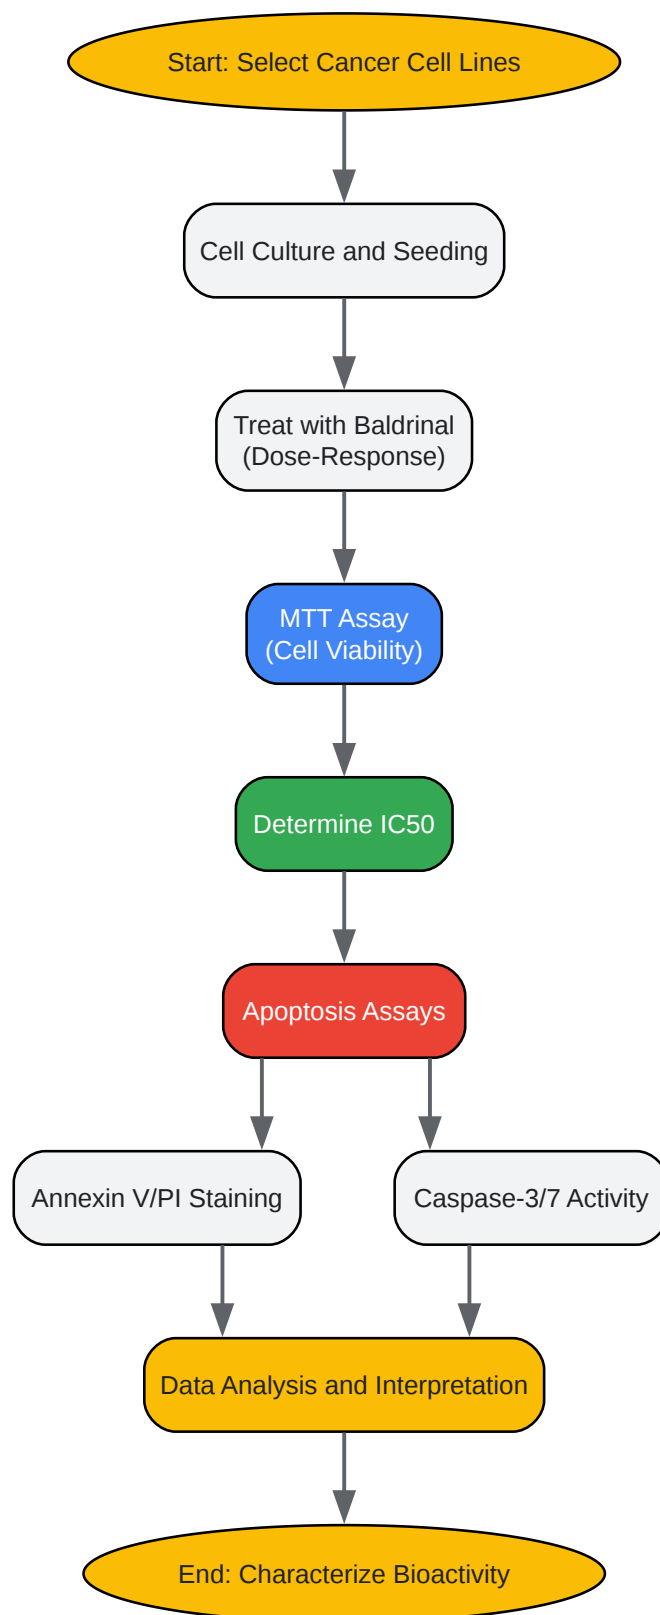 Start: Select Cancer Cell Lines
Cell Culture and Seeding
Treat with Baldrinal
(Dose-Response)
MTT Assay
(Cell Viability)
Determine IC50
Apoptosis Assays
Annexin V/PI Staining
Caspase-3/7 Activity
Data Analysis and Interpretation
End: Characterize Bioactivity